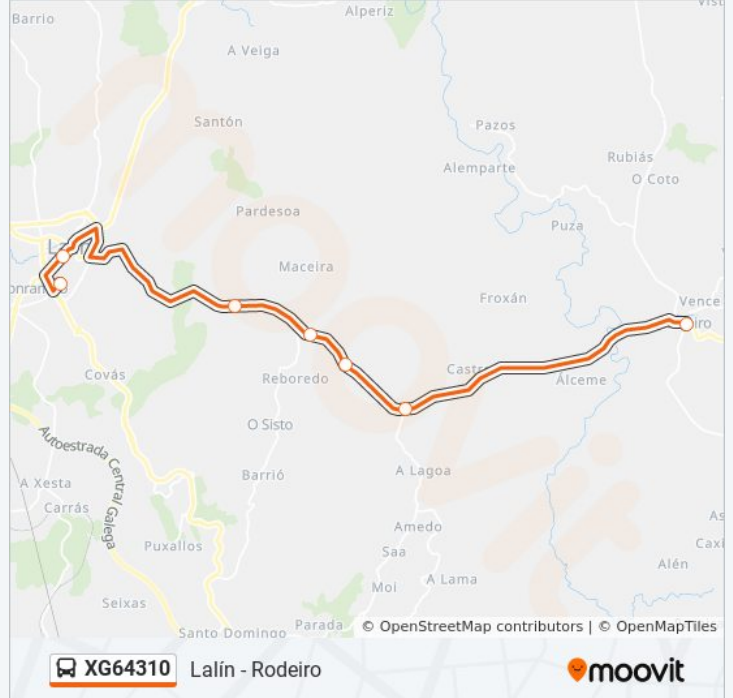 Barrio
Alperiz
A Veiga
Santón
Pazos
Rubiás
Alemparte
O Coto
Pardesoa
Puza
Maceira
Froxán
Vence
Covás
Reboredo
Álceme
O Sisto
Autoestrada Central Galega
A Xesta
Barrió
A Lagoa
Carrás
Amedo
Puxallos
Saa
Alén
Moi
A Lama
Seixas
Santo Domingo
Parada
© OpenStreetMap contributors | © OpenMapTiles
XG64310
Lalín - Rodeiro
moovit